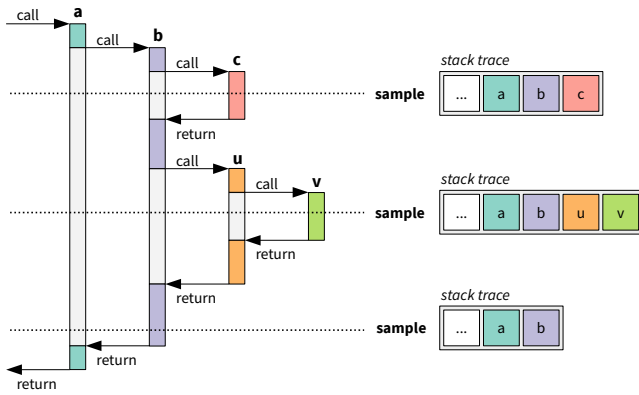 call
a
call
b
call
c
stack trace
sample
... a b c
return
call
u
call
v
stack trace
sample
... a b u v
return
return
stack trace
sample
... a b
return
return